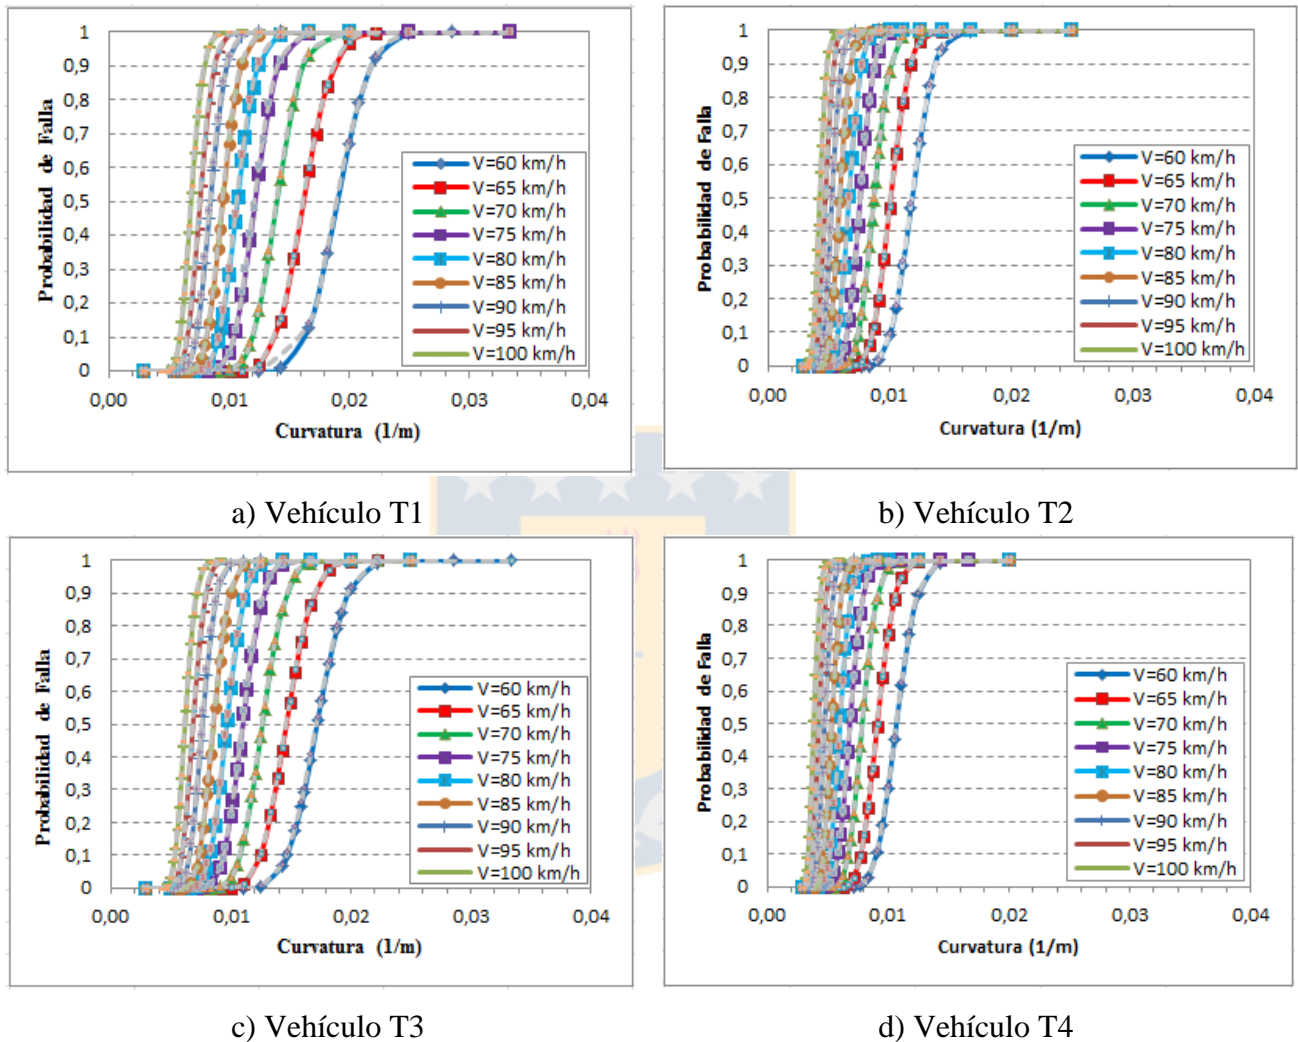 1
0,9
0,8
0,7
0,6
0,5
0,4
0,3
0,2
0,1
0
Probabilidad de Falla
V=60 km/h
V=65 km/h
V=70 km/h
V=75 km/h
V=80 km/h
V=85 km/h
V=90 km/h
V=95 km/h
V=100 km/h
0,00 0,01 0,02 0,03 0,04
Curvatura (1/m)
a) Vehículo T1
1
0,9
0,8
0,7
0,6
0,5
0,4
0,3
0,2
0,1
0
Probabilidad de Falla
V=60 km/h
V=65 km/h
V=70 km/h
V=75 km/h
V=80 km/h
V=85 km/h
V=90 km/h
V=95 km/h
V=100 km/h
0,00 0,01 0,02 0,03 0,04
Curvatura (1/m)
b) Vehículo T2
1
0,9
0,8
0,7
0,6
0,5
0,4
0,3
0,2
0,1
0
Probabilidad de Falla
V=60 km/h
V=65 km/h
V=70 km/h
V=75 km/h
V=80 km/h
V=85 km/h
V=90 km/h
V=95 km/h
V=100 km/h
0,00 0,01 0,02 0,03 0,04
Curvatura (1/m)
c) Vehículo T3
1
0,9
0,8
0,7
0,6
0,5
0,4
0,3
0,2
0,1
0
Probabilidad de Falla
V=60 km/h
V=65 km/h
V=70 km/h
V=75 km/h
V=80 km/h
V=85 km/h
V=90 km/h
V=95 km/h
V=100 km/h
0,00 0,01 0,02 0,03 0,04
Curvatura (1/m)
d) Vehículo T4